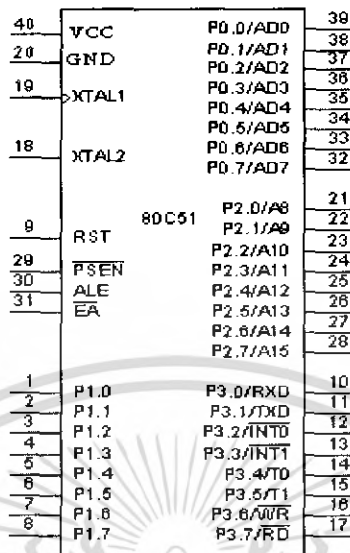 40 VCC P0.0/AD0 39
20 GND P0.1/AD1 38
P0.2/AD2 37
19 XTAL1 P0.3/AD3 36
P0.4/AD4 35
P0.5/AD5 34
18 XTAL2 P0.6/AD6 33
P0.7/AD7 32
80C51 P2.0/A8 21
9 RST P2.1/A9 22
P2.2/A10 23
29 PSEN P2.3/A11 24
30 ALE P2.4/A12 25
31 EA P2.5/A13 26
P2.6/A14 27
P2.7/A15 28
1 P1.0 P3.0/RXD 10
2 P1.1 P3.1/TXD 11
3 P1.2 P3.2/INT0 12
4 P1.3 P3.3/INT1 13
5 P1.4 P3.4/T0 14
6 P1.5 P3.5/T1 15
7 P1.6 P3.6/WR 16
8 P1.7 P3.7/RD 17